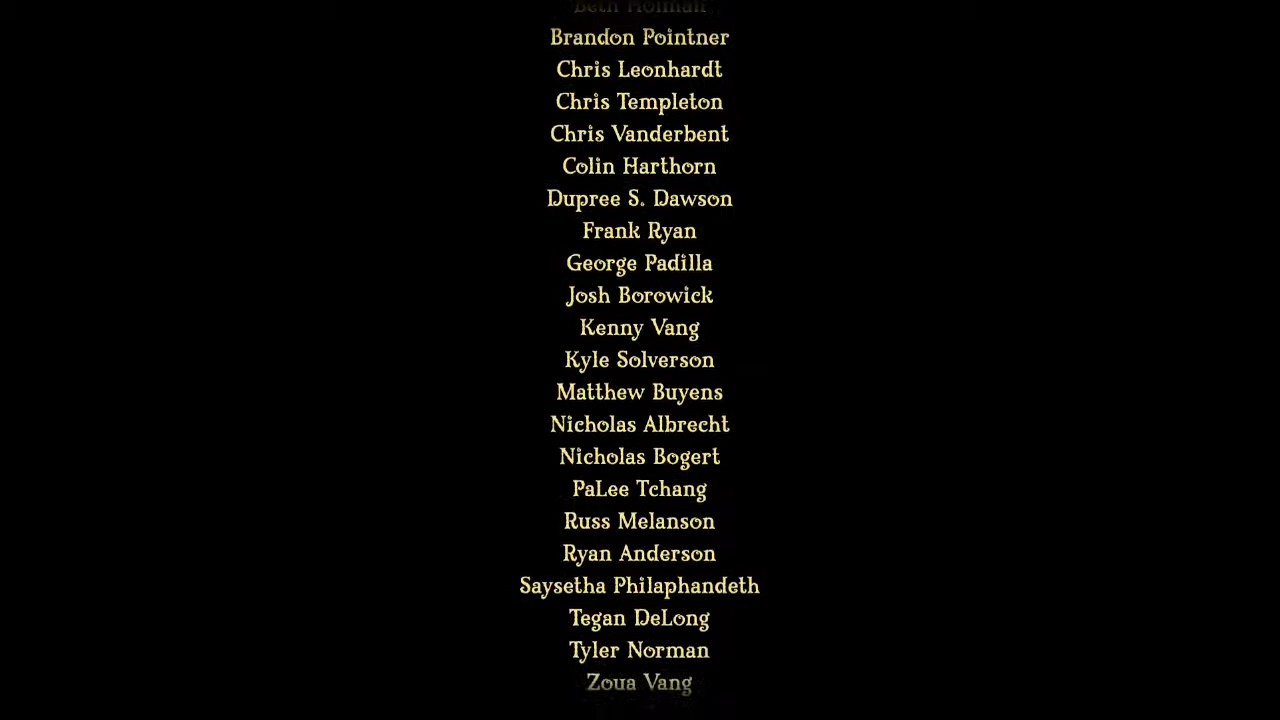 Beth
Brandon Pointner
Chris Leonhardt
Chris Templeton
Chris Vanderbent
Colin Harthorn
Dupree S. Dawson
Frank Ryan
George Padilla
Josh Borowick
Kenny Vang
Kyle Solverson
Matthew Buyens
Nicholas Albrecht
Nicholas Bogert
PaLee Tchang
Russ Melanson
Ryan Anderson
Saysetha Philaphandeth
Tegan DeLong
Tyler Norman
Zoua Vang